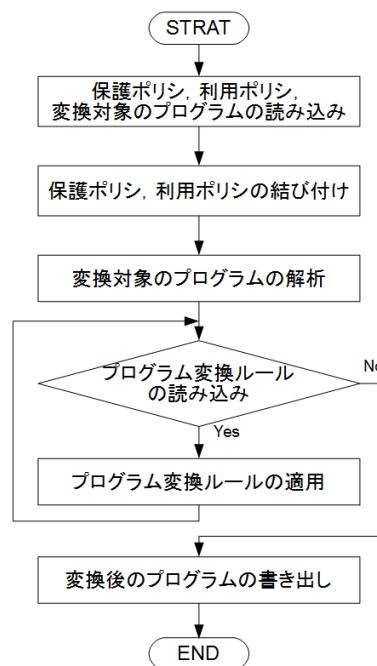 STRAT
保護ポリシ, 利用ポリシ,
変換対象のプログラムの読み込み
保護ポリシ, 利用ポリシの結び付け
変換対象のプログラムの解析
プログラム変換ルール
の読み込み
No
Yes
プログラム変換ルールの適用
変換後のプログラムの書き出し
END